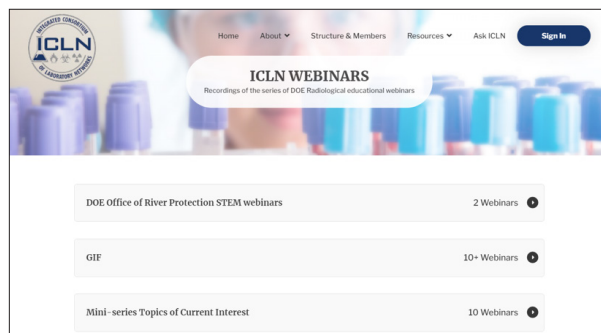 INTEGRATED CONSORTIUM
ICLN
OF LABORATORY NETWORKS
Home About Structure & Members Resources Ask ICLN Sign In
ICLN WEBINARS
Recordings of the series of DOE Radiological educational webinars
DOE Office of River Protection STEM webinars 2 Webinars
GIF 10+ Webinars
Mini-series Topics of Current Interest 10 Webinars